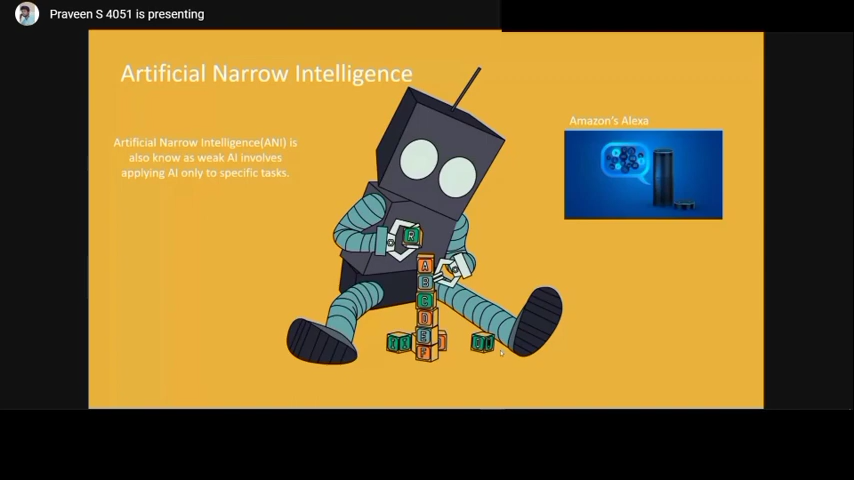 Praveen S 4051 is presenting
Artificial Narrow Intelligence
Amazon's Alexa
Artificial Narrow Intelligence(ANI) is
also know as weak AI involves
applying AI only to specific tasks.
R
A
B
C
D
E
F